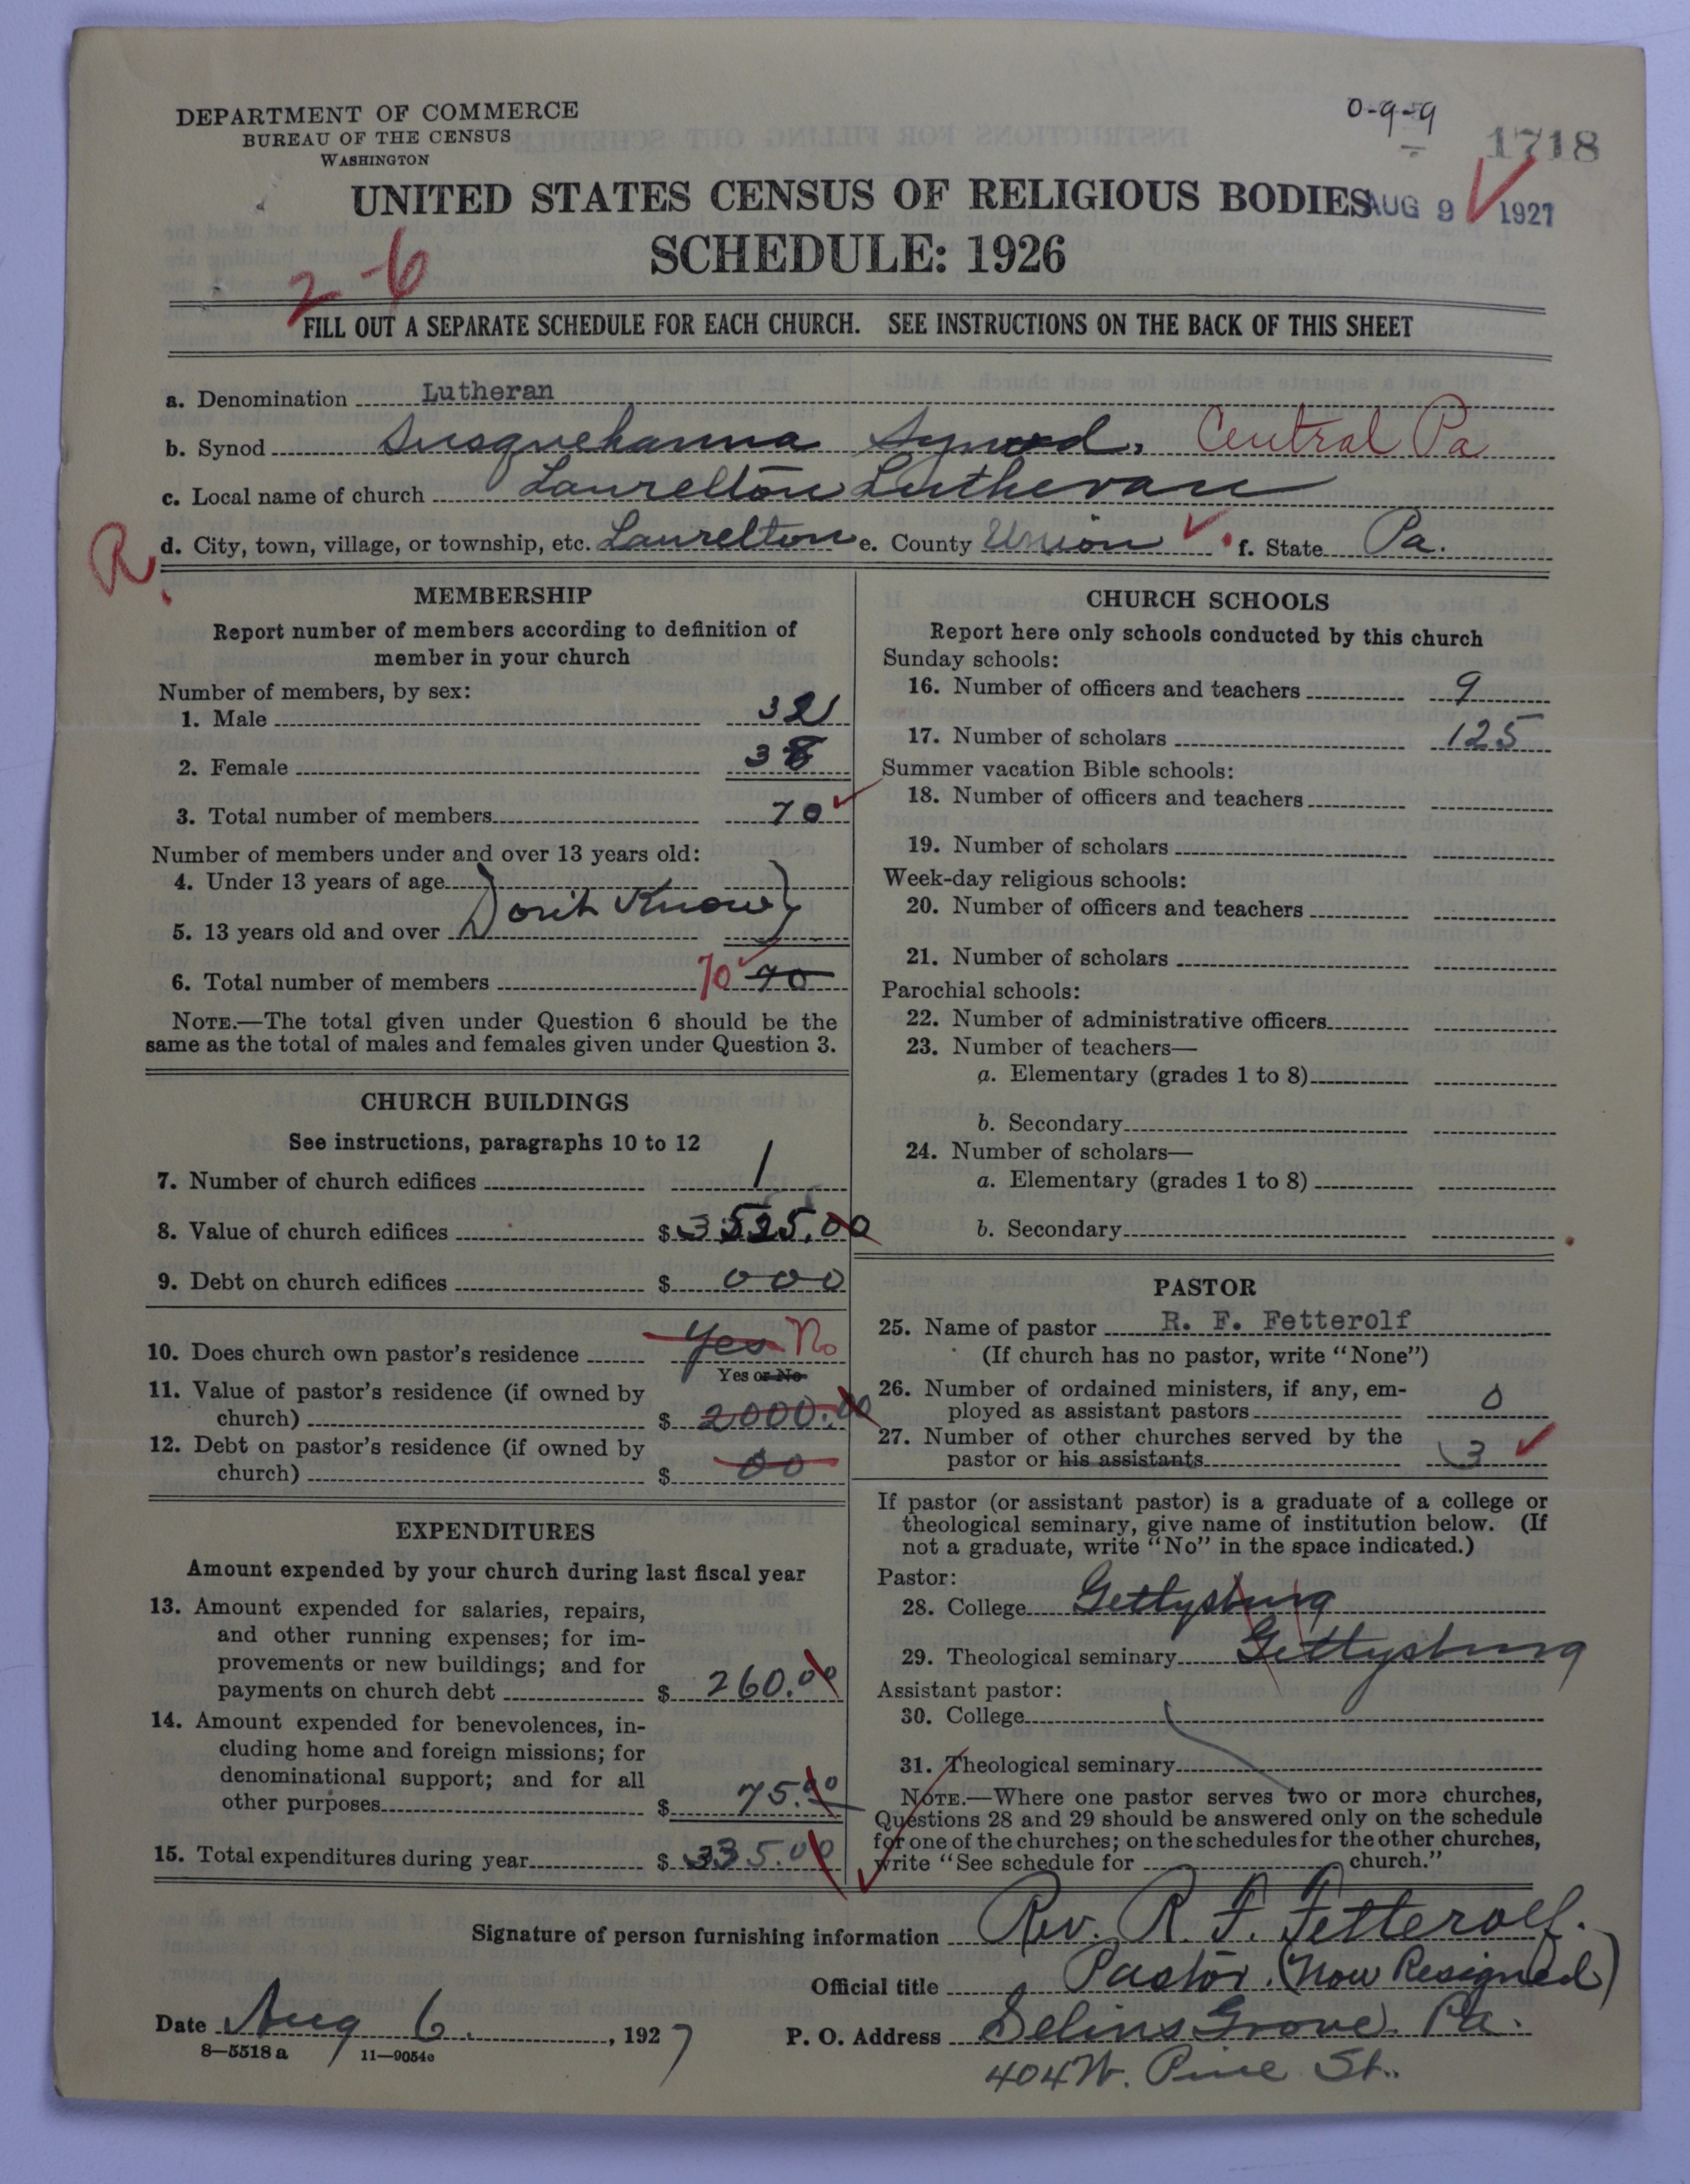 DEPARTMENT OF COMMERCE
BUREAU OF THE CENSUS
WASHINGTON
0-9-9
1718
UNITED STATES CENSUS OF RELIGIOUS BODIES
AUG 9 1927
SCHEDULE: 1926
2-6
FILL OUT A SEPARATE SCHEDULE FOR EACH CHURCH. SEE INSTRUCTIONS ON THE BACK OF THIS SHEET
a. Denomination Lutheran
b. Synod Susquehanna Synod, Central Pa
c. Local name of church Laurelton Lutheran
R d. City, town, village, or township, etc. Laurelton e. County Union f. State Pa.
MEMBERSHIP
Report number of members according to definition of
member in your church
Number of members, by sex:
1. Male 32
2. Female 38
3. Total number of members 70
Number of members under and over 13 years old:
4. Under 13 years of age
Don't Know
5. 13 years old and over
6. Total number of members 70 70
NOTE.—The total given under Question 6 should be the
same as the total of males and females given under Question 3.
CHURCH BUILDINGS
See instructions, paragraphs 10 to 12
7. Number of church edifices 1
8. Value of church edifices $ 3525.00
9. Debt on church edifices $ 000
10. Does church own pastor's residence Yes No
Yes or No
11. Value of pastor's residence (if owned by
church) $ 2000.00
12. Debt on pastor's residence (if owned by
church) $ 00
EXPENDITURES
Amount expended by your church during last fiscal year
13. Amount expended for salaries, repairs,
and other running expenses; for im-
provements or new buildings; and for
payments on church debt $ 260.00
14. Amount expended for benevolences, in-
cluding home and foreign missions; for
denominational support; and for all
other purposes $ 75.00
15. Total expenditures during year $ 335.00
CHURCH SCHOOLS
Report here only schools conducted by this church
Sunday schools:
16. Number of officers and teachers 9
17. Number of scholars 125
Summer vacation Bible schools:
18. Number of officers and teachers
19. Number of scholars
Week-day religious schools:
20. Number of officers and teachers
21. Number of scholars
Parochial schools:
22. Number of administrative officers
23. Number of teachers—
a. Elementary (grades 1 to 8)
b. Secondary
24. Number of scholars—
a. Elementary (grades 1 to 8)
b. Secondary
PASTOR
25. Name of pastor R. F. Fetterolf
(If church has no pastor, write "None")
26. Number of ordained ministers, if any, em-
ployed as assistant pastors 0
27. Number of other churches served by the
pastor or his assistants 3
If pastor (or assistant pastor) is a graduate of a college or
theological seminary, give name of institution below. (If
not a graduate, write "No" in the space indicated.)
Pastor:
28. College Gettysburg
29. Theological seminary Gettysburg
Assistant pastor:
30. College
31. Theological seminary
NOTE.—Where one pastor serves two or more churches,
Questions 28 and 29 should be answered only on the schedule
for one of the churches; on the schedules for the other churches,
write "See schedule for church."
Signature of person furnishing information Rev. R. F. Fetterolf.
Official title Pastor. (Now Resigned)
Date Aug 6, 1927 P. O. Address Selins Grove. Pa.
8—5518 a 11—9054c
404 W. Pine St.